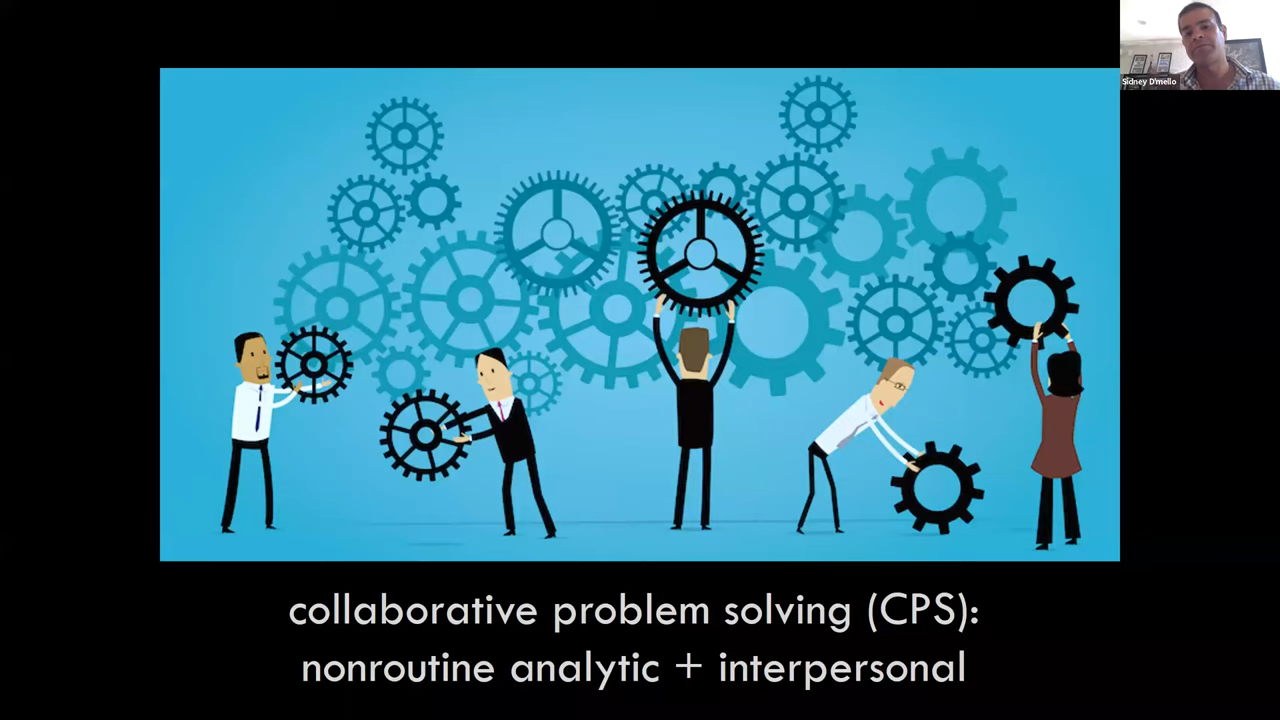 Sidney D'mello
collaborative problem solving (CPS):
nonroutine analytic + interpersonal